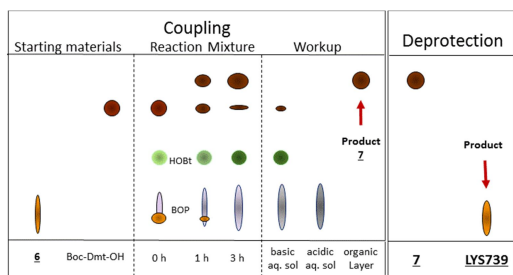 Coupling
Starting materials
Reaction Mixture
Workup
Deprotection
Product
7
HOBt
BOP
Product
6
Boc-Dmt-OH
0 h
1 h
3 h
basic
aq. sol
acidic
aq. sol
organic
Layer
7
LYS739